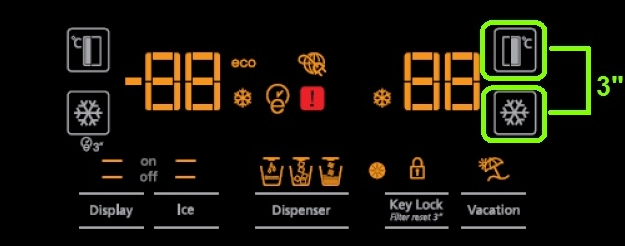 °C
-88
eco
88
°C
3"
3"
on
off
Display
Ice
Dispenser
Key Lock
Filter reset 3"
Vacation